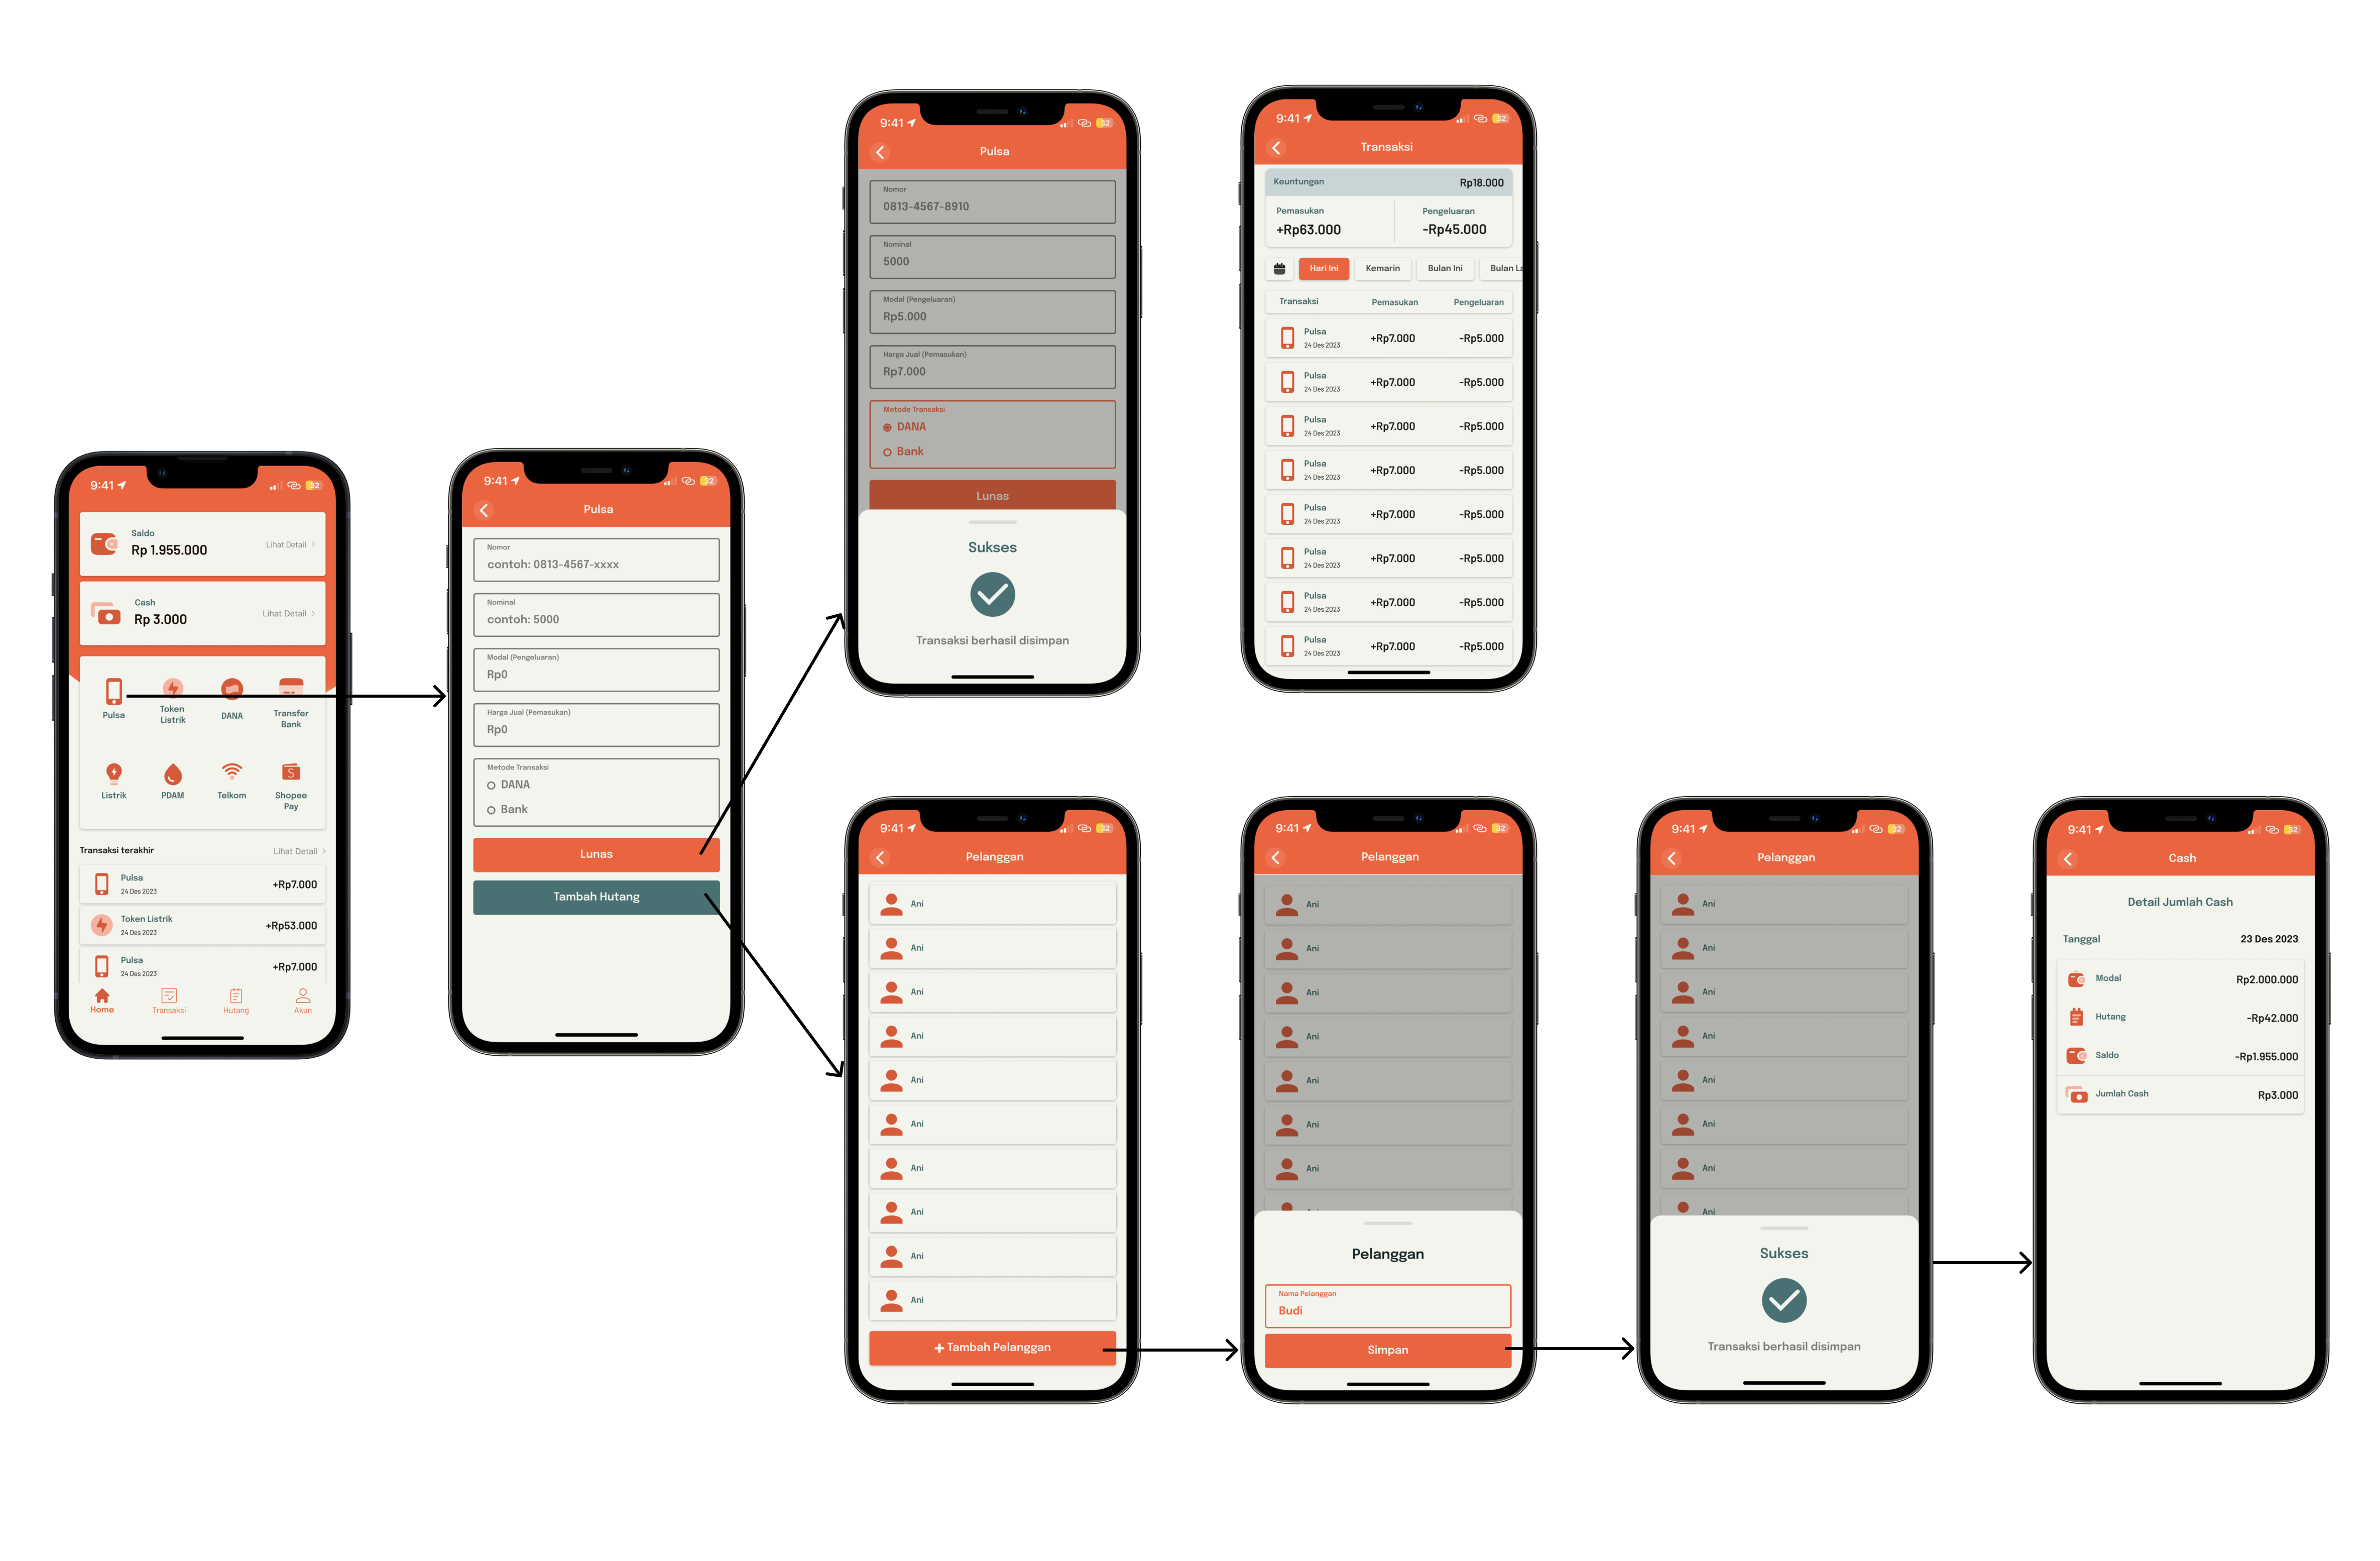 9:41
32
Saldo
Rp 1.955.000
Lihat Detail
Cash
Rp 3.000
Lihat Detail
Pulsa
Token Listrik
DANA
Transfer Bank
Listrik
PDAM
Telkom
Shopee Pay
Transaksi terakhir
Lihat Detail
Pulsa
24 Des 2023
+Rp7.000
Token Listrik
24 Des 2023
+Rp53.000
Pulsa
24 Des 2023
+Rp7.000
Home
Transaksi
Hutang
Akun
9:41
32
Pulsa
Nomor
contoh: 0813-4567-xxxx
Nominal
contoh: 5000
Modal (Pengeluaran)
Rp0
Harga Jual (Pemasukan)
Rp0
Metode Transaksi
DANA
Bank
Lunas
Tambah Hutang
9:41
32
Pulsa
Nomor
0813-4567-8910
Nominal
5000
Modal (Pengeluaran)
Rp5.000
Harga Jual (Pemasukan)
Rp7.000
Metode Transaksi
DANA
Bank
Lunas
Sukses
Transaksi berhasil disimpan
9:41
32
Transaksi
Keuntungan Rp18.000
Pemasukan Pengeluaran
+Rp63.000 -Rp45.000
Hari Ini Kemarin Bulan Ini Bulan La
Transaksi Pemasukan Pengeluaran
Pulsa
24 Des 2023
+Rp7.000 -Rp5.000
Pulsa
24 Des 2023
+Rp7.000 -Rp5.000
Pulsa
24 Des 2023
+Rp7.000 -Rp5.000
Pulsa
24 Des 2023
+Rp7.000 -Rp5.000
Pulsa
24 Des 2023
+Rp7.000 -Rp5.000
Pulsa
24 Des 2023
+Rp7.000 -Rp5.000
Pulsa
24 Des 2023
+Rp7.000 -Rp5.000
Pulsa
24 Des 2023
+Rp7.000 -Rp5.000
9:41
32
Pelanggan
Ani
Ani
Ani
Ani
Ani
Ani
Ani
Ani
Ani
Ani
+ Tambah Pelanggan
9:41
32
Pelanggan
Ani
Ani
Ani
Ani
Ani
Ani
Ani
Pelanggan
Nama Pelanggan
Budi
Simpan
9:41
32
Pelanggan
Ani
Ani
Ani
Ani
Ani
Ani
Ani
Ani
Sukses
Transaksi berhasil disimpan
9:41
32
Cash
Detail Jumlah Cash
Tanggal 23 Des 2023
Modal Rp2.000.000
Hutang -Rp42.000
Saldo -Rp1.955.000
Jumlah Cash Rp3.000